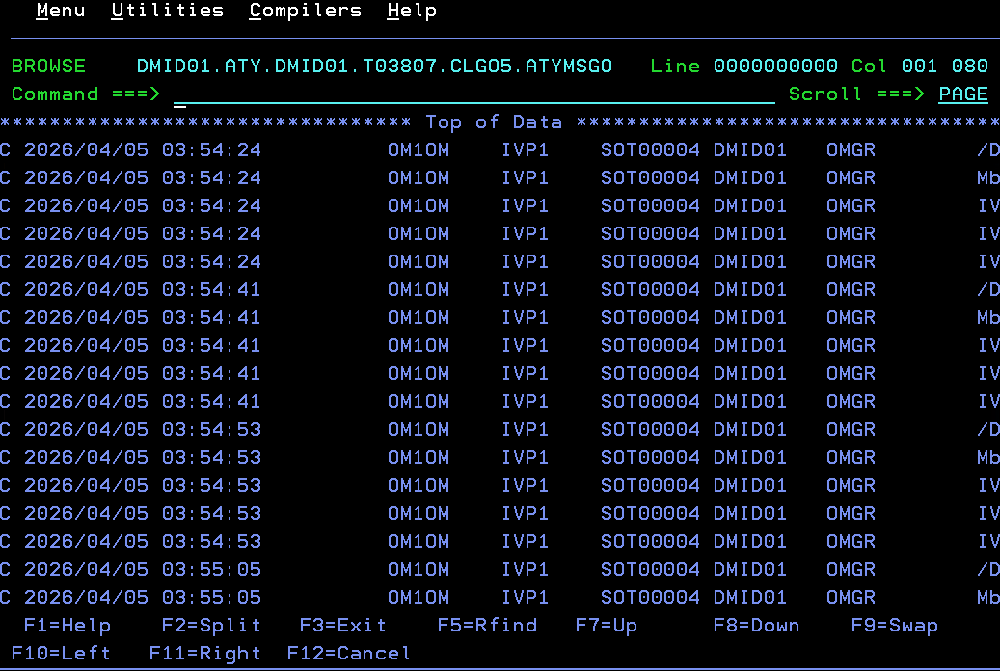 Menu  Utilities  Compilers  Help
BROWSE    DMID01.ATY.DMID01.T03807.CLGO5.ATYMSGO   Line 0000000000 Col 001 080
Command ===>                                                  Scroll ===> PAGE
********************************* Top of Data **********************************
C 2026/04/05 03:54:24          OM1OM    IVP1    SOT00004 DMID01   OMGR        /D
C 2026/04/05 03:54:24          OM1OM    IVP1    SOT00004 DMID01   OMGR        Mb
C 2026/04/05 03:54:24          OM1OM    IVP1    SOT00004 DMID01   OMGR        IV
C 2026/04/05 03:54:24          OM1OM    IVP1    SOT00004 DMID01   OMGR        IV
C 2026/04/05 03:54:24          OM1OM    IVP1    SOT00004 DMID01   OMGR        IV
C 2026/04/05 03:54:41          OM1OM    IVP1    SOT00004 DMID01   OMGR        /D
C 2026/04/05 03:54:41          OM1OM    IVP1    SOT00004 DMID01   OMGR        Mb
C 2026/04/05 03:54:41          OM1OM    IVP1    SOT00004 DMID01   OMGR        IV
C 2026/04/05 03:54:41          OM1OM    IVP1    SOT00004 DMID01   OMGR        IV
C 2026/04/05 03:54:41          OM1OM    IVP1    SOT00004 DMID01   OMGR        IV
C 2026/04/05 03:54:53          OM1OM    IVP1    SOT00004 DMID01   OMGR        /D
C 2026/04/05 03:54:53          OM1OM    IVP1    SOT00004 DMID01   OMGR        Mb
C 2026/04/05 03:54:53          OM1OM    IVP1    SOT00004 DMID01   OMGR        IV
C 2026/04/05 03:54:53          OM1OM    IVP1    SOT00004 DMID01   OMGR        IV
C 2026/04/05 03:54:53          OM1OM    IVP1    SOT00004 DMID01   OMGR        IV
C 2026/04/05 03:55:05          OM1OM    IVP1    SOT00004 DMID01   OMGR        /D
C 2026/04/05 03:55:05          OM1OM    IVP1    SOT00004 DMID01   OMGR        Mb
F1=Help    F2=Split   F3=Exit    F5=Rfind   F7=Up      F8=Down    F9=Swap
F10=Left   F11=Right  F12=Cancel